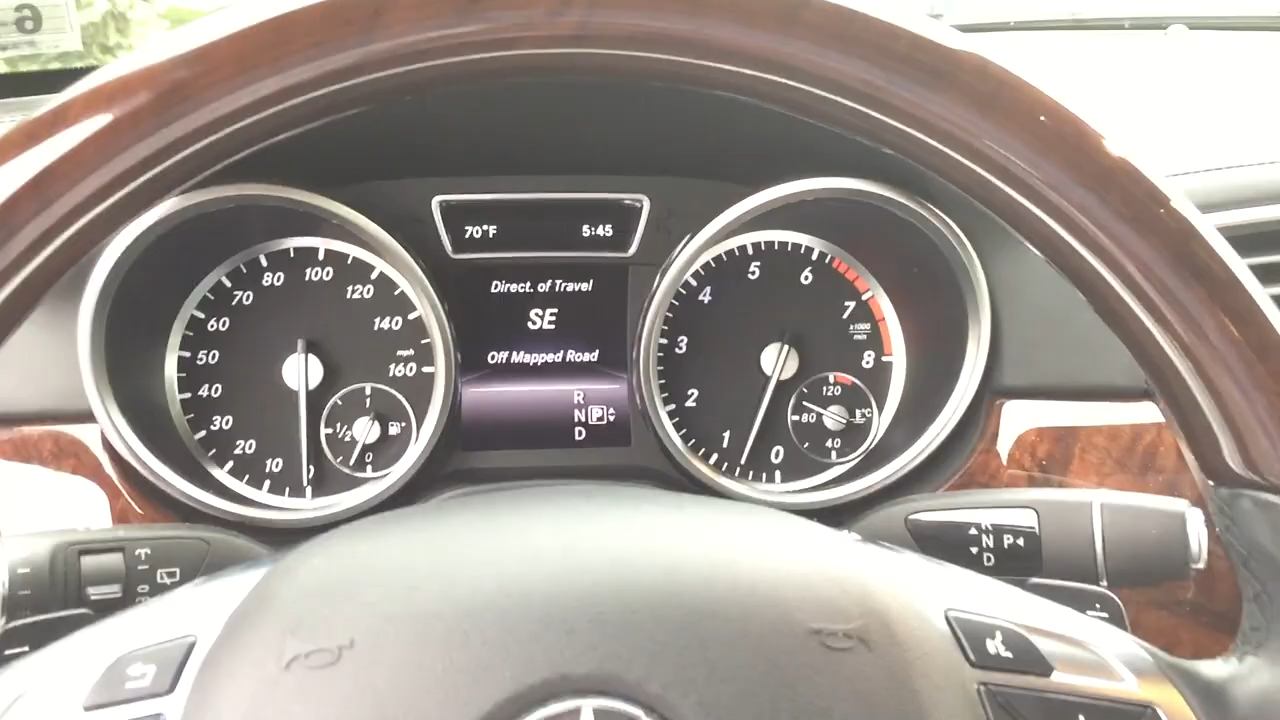 6
70°F 5:45
Direct. of Travel
SE
Off Mapped Road
R
N P
D
0
10
20
30
40
50
60
70
80
100
120
140
160
mph
1
1/2
0
0
1
2
3
4
5
6
7
8
x1000
min
120
80
40
°C
N P
D